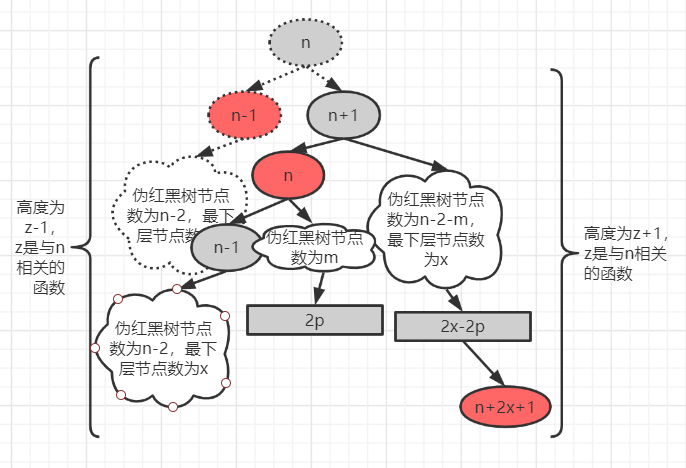 n
n-1
n+1
伪红黑树节点
数为n-2，最下
层节点数
n
伪红黑树节点
数为n-2-m，
最下层节点数
为x
高度为
z-1，
z是与n
相关的
函数
n-1
伪红黑树节点
数为m
高度为z+1，
z是与n相关
的函数
2p
2x-2p
伪红黑树节点
数为n-2，最下
层节点数为x
n+2x+1